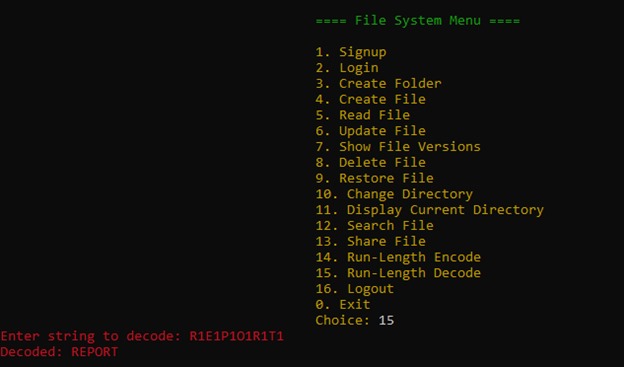 ==== File System Menu ====
1. Signup
2. Login
3. Create Folder
4. Create File
5. Read File
6. Update File
7. Show File Versions
8. Delete File
9. Restore File
10. Change Directory
11. Display Current Directory
12. Search File
13. Share File
14. Run-Length Encode
15. Run-Length Decode
16. Logout
0. Exit
Choice: 15
Enter string to decode: R1E1P1O1R1T1
Decoded: REPORT